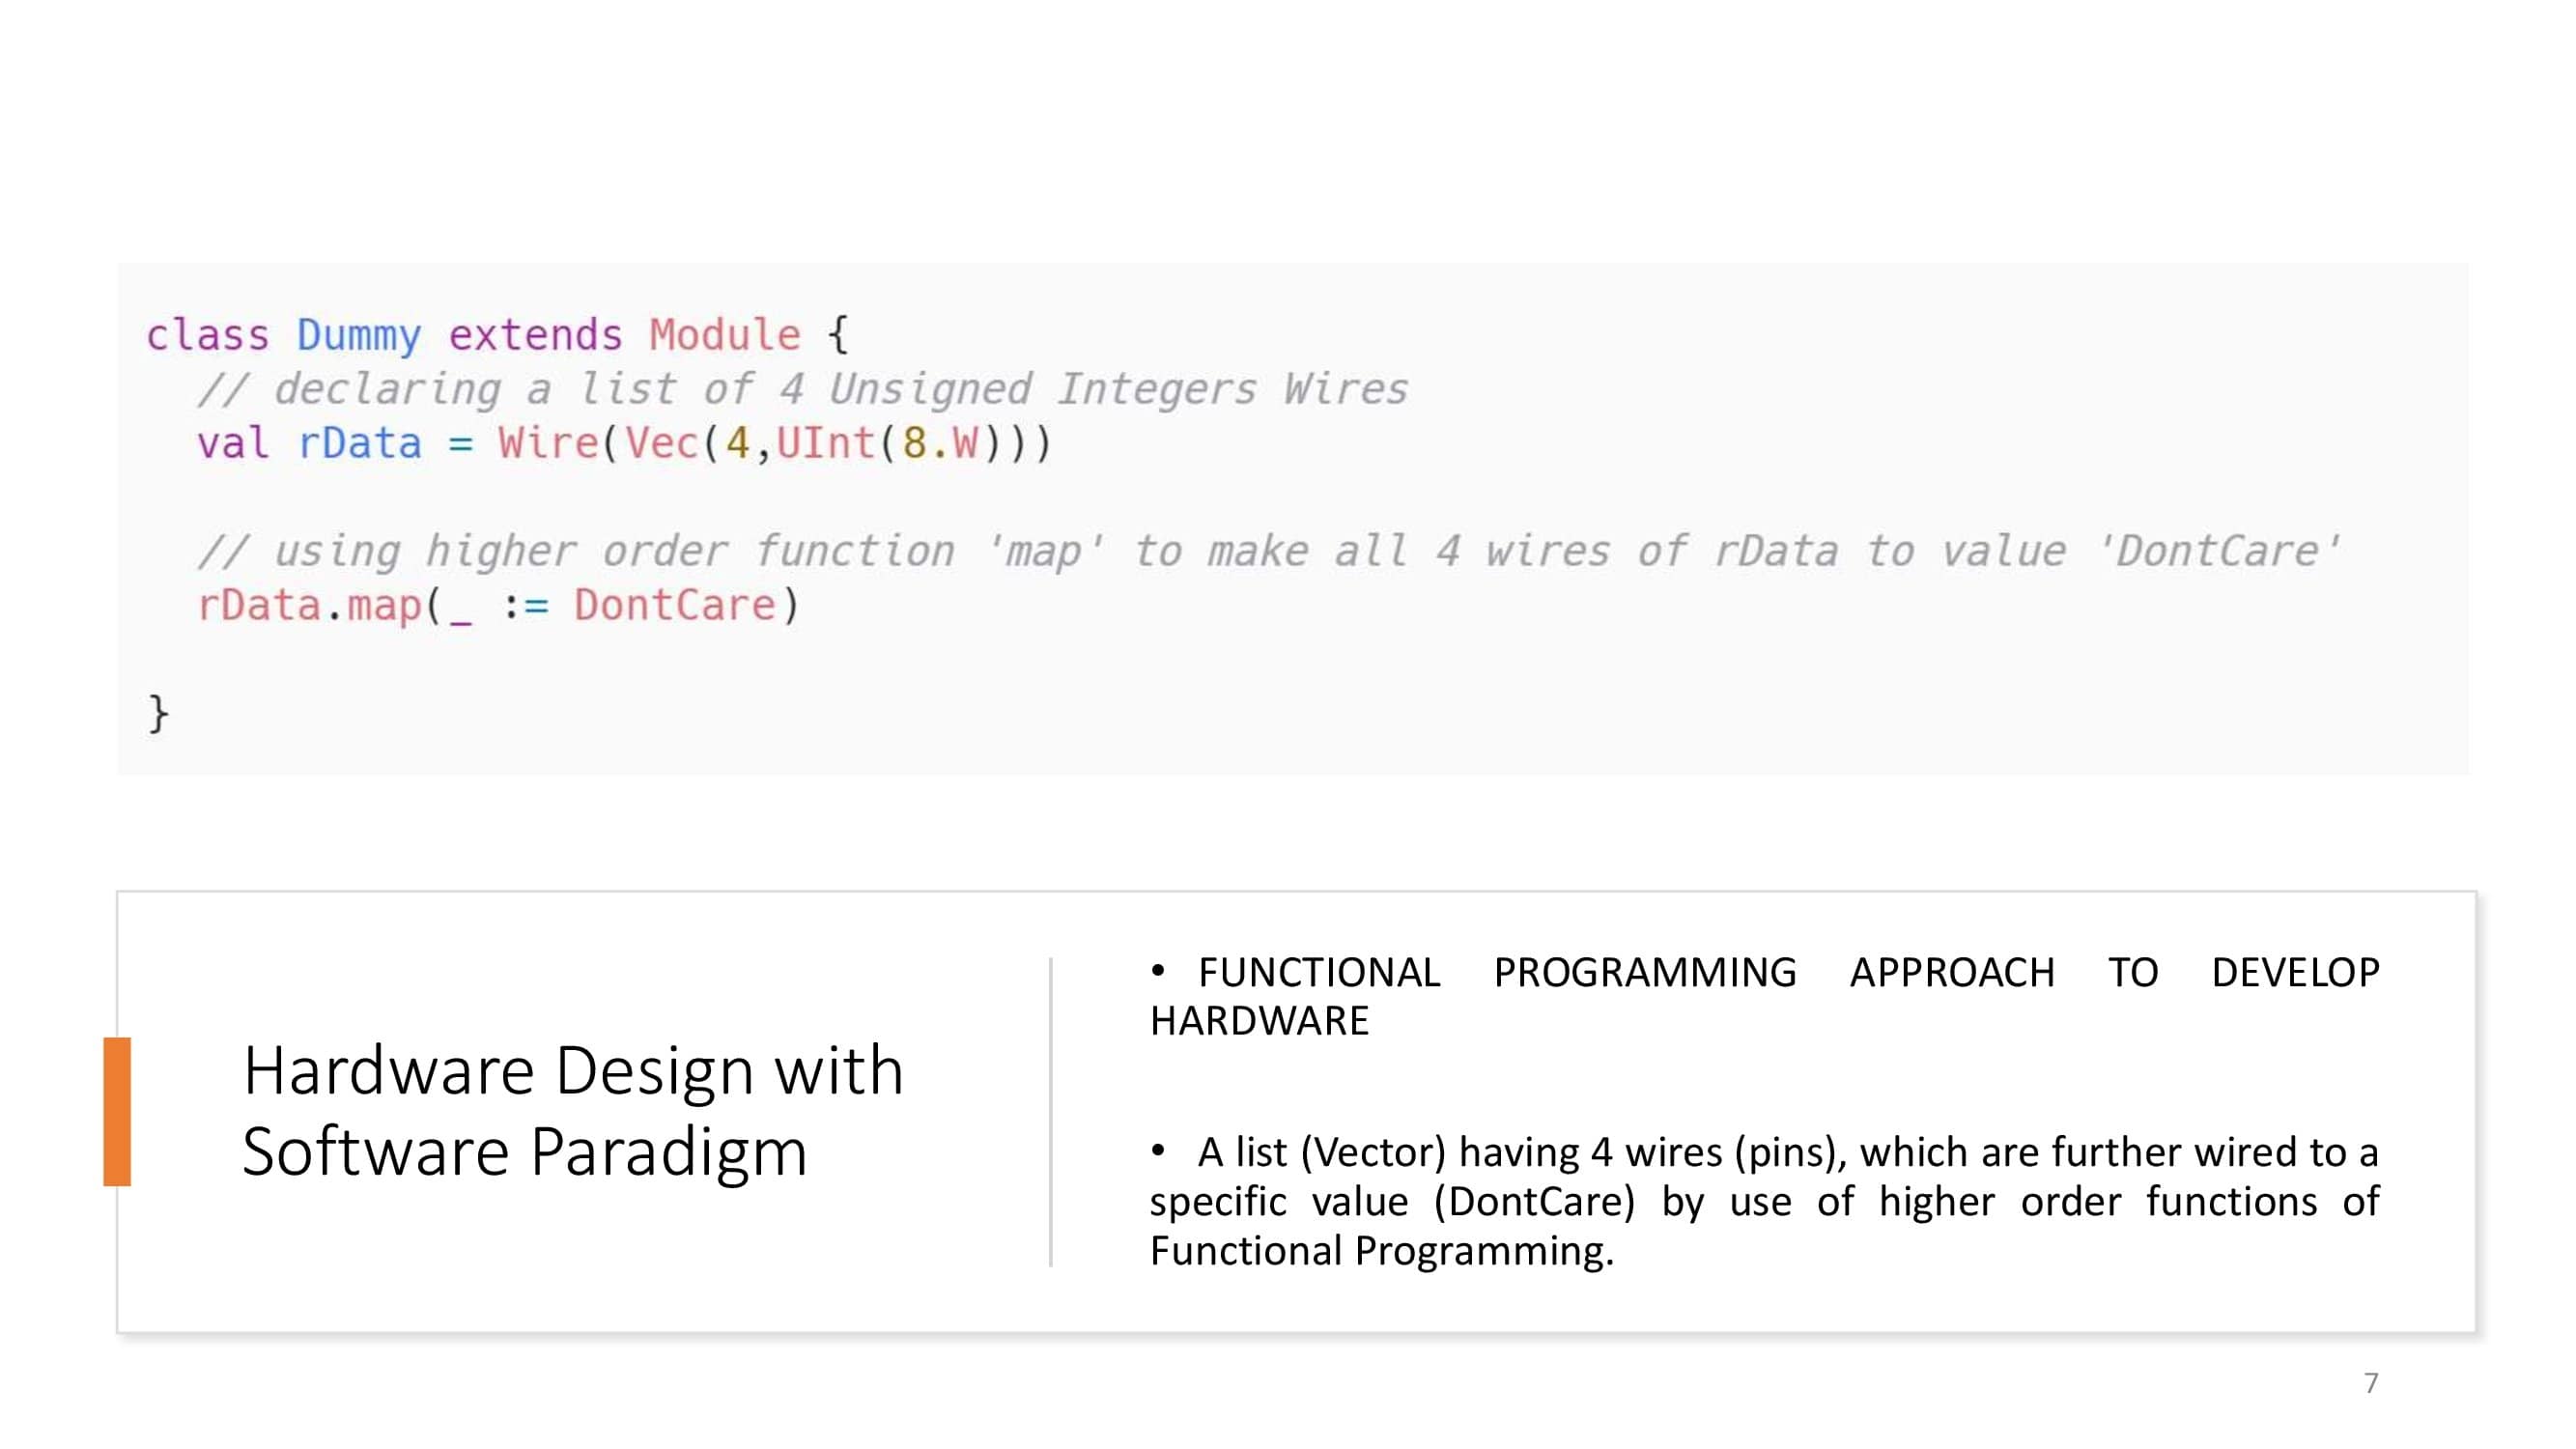 class Dummy extends Module {
// declaring a list of 4 Unsigned Integers Wires
val rData = Wire(Vec(4,UInt(8.W)))
// using higher order function 'map' to make all 4 wires of rData to value 'DontCare'
rData.map(_ := DontCare)
}
Hardware Design with
Software Paradigm
• FUNCTIONAL PROGRAMMING APPROACH TO DEVELOP
HARDWARE
• A list (Vector) having 4 wires (pins), which are further wired to a
specific value (DontCare) by use of higher order functions of
Functional Programming.
7